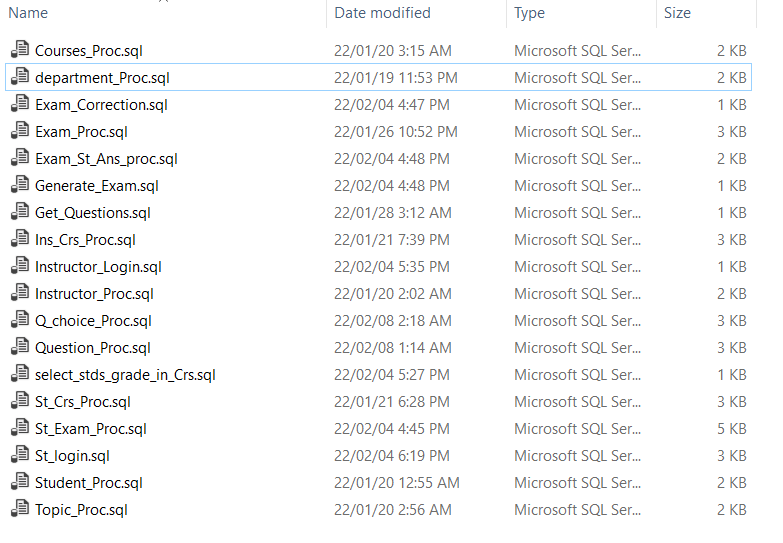 Name Date modified Type Size
Courses_Proc.sql 22/01/20 3:15 AM Microsoft SQL Ser... 2 KB
department_Proc.sql 22/01/19 11:53 PM Microsoft SQL Ser... 2 KB
Exam_Correction.sql 22/02/04 4:47 PM Microsoft SQL Ser... 1 KB
Exam_Proc.sql 22/01/26 10:52 PM Microsoft SQL Ser... 3 KB
Exam_St_Ans_proc.sql 22/02/04 4:48 PM Microsoft SQL Ser... 2 KB
Generate_Exam.sql 22/02/04 4:48 PM Microsoft SQL Ser... 1 KB
Get_Questions.sql 22/01/28 3:12 AM Microsoft SQL Ser... 1 KB
Ins_Crs_Proc.sql 22/01/21 7:39 PM Microsoft SQL Ser... 3 KB
Instructor_Login.sql 22/02/04 5:35 PM Microsoft SQL Ser... 1 KB
Instructor_Proc.sql 22/01/20 2:02 AM Microsoft SQL Ser... 2 KB
Q_choice_Proc.sql 22/02/08 2:18 AM Microsoft SQL Ser... 3 KB
Question_Proc.sql 22/02/08 1:14 AM Microsoft SQL Ser... 3 KB
select_stds_grade_in_Crs.sql 22/02/04 5:27 PM Microsoft SQL Ser... 1 KB
St_Crs_Proc.sql 22/01/21 6:28 PM Microsoft SQL Ser... 3 KB
St_Exam_Proc.sql 22/02/04 4:45 PM Microsoft SQL Ser... 5 KB
St_login.sql 22/02/04 6:19 PM Microsoft SQL Ser... 3 KB
Student_Proc.sql 22/01/20 12:55 AM Microsoft SQL Ser... 2 KB
Topic_Proc.sql 22/01/20 2:56 AM Microsoft SQL Ser... 2 KB